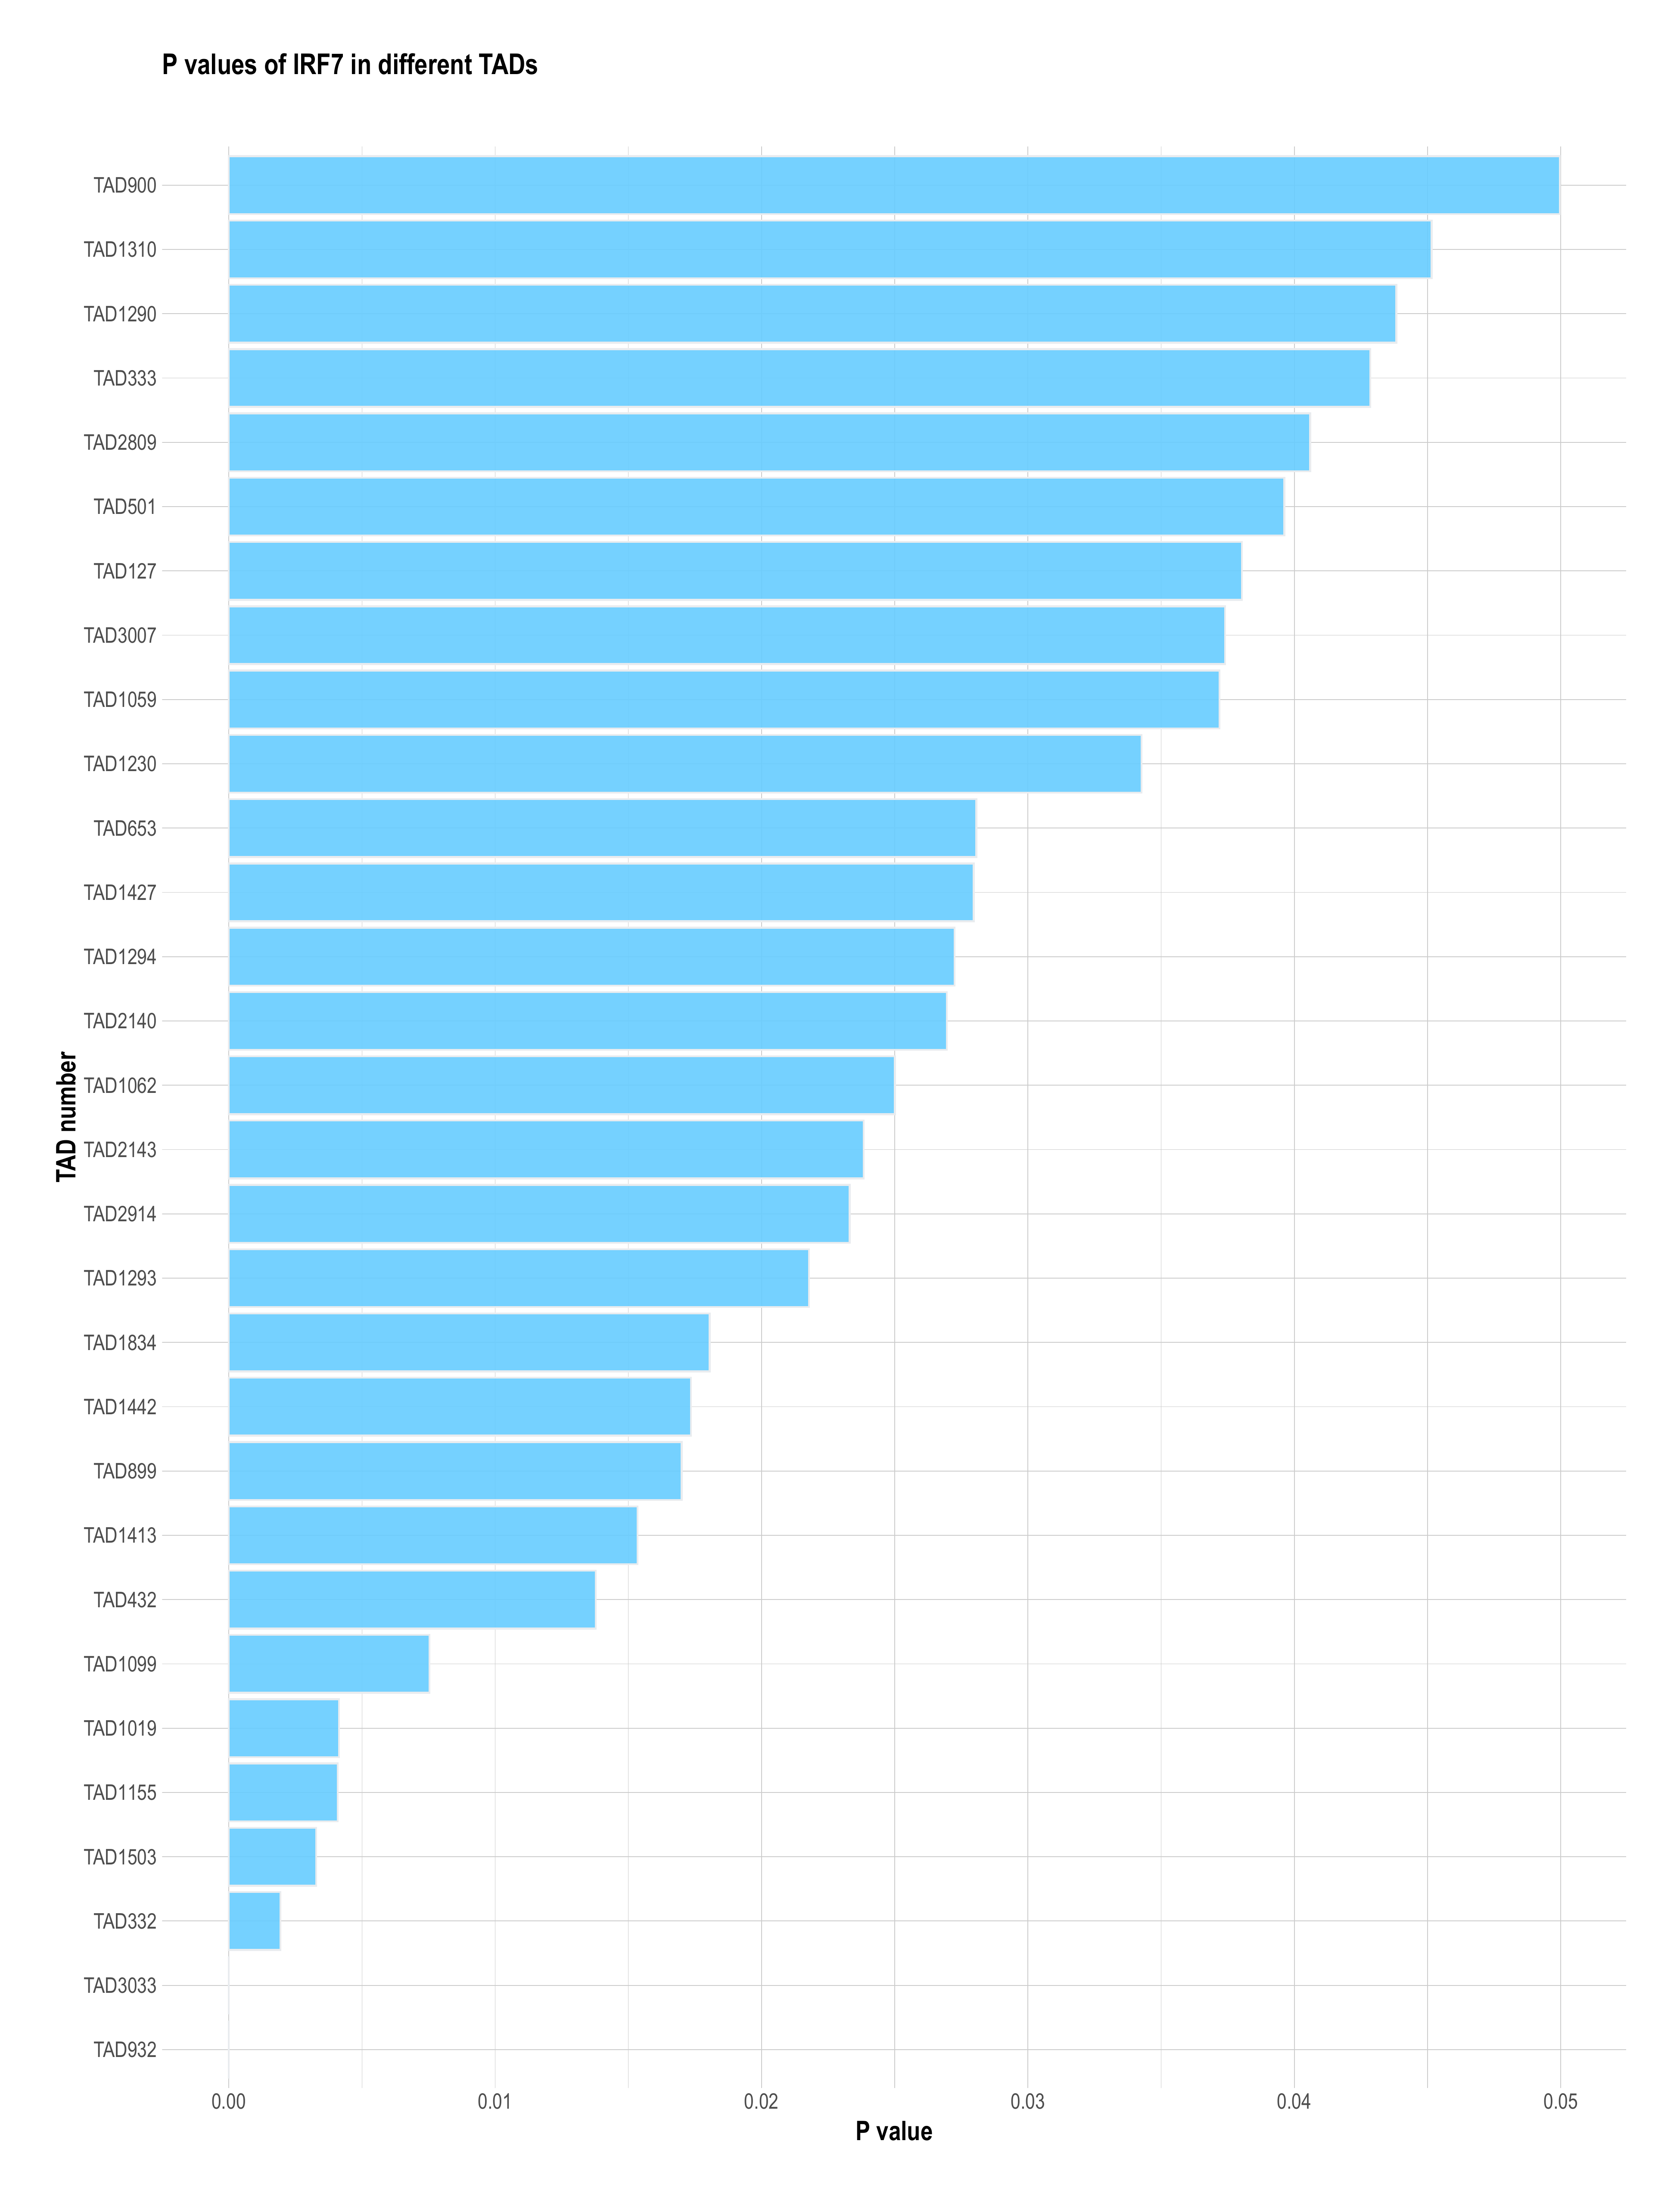 P values of IRF7 in different TADs
TAD900
TAD1310
TAD1290
TAD333
TAD2809
TAD501
TAD127
TAD3007
TAD1059
TAD1230
TAD653
TAD1427
TAD1294
TAD2140
TAD1062
TAD2143
TAD2914
TAD1293
TAD1834
TAD1442
TAD899
TAD1413
TAD432
TAD1099
TAD1019
TAD1155
TAD1503
TAD332
TAD3033
TAD932
TAD number
0.00 0.01 0.02 0.03 0.04 0.05
P value